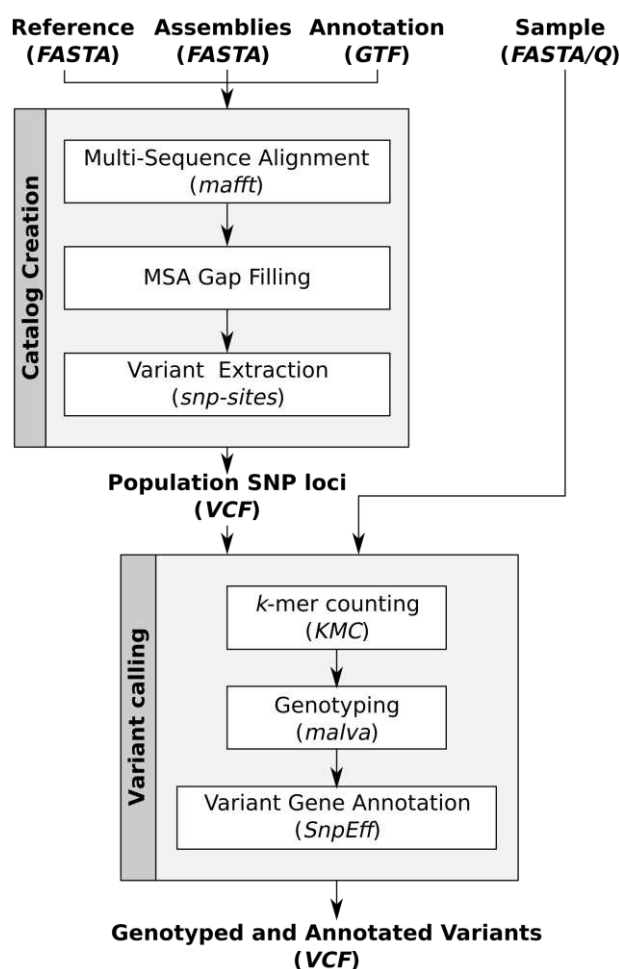 Reference Assemblies Annotation Sample
(FASTA) (FASTA) (GTF) (FASTA/Q)
Catalog Creation
Multi-Sequence Alignment
(mafft)
MSA Gap Filling
Variant Extraction
(snp-sites)
Population SNP loci
(VCF)
Variant calling
k-mer counting
(KMC)
Genotyping
(malva)
Variant Gene Annotation
(SnpEff)
Genotyped and Annotated Variants
(VCF)